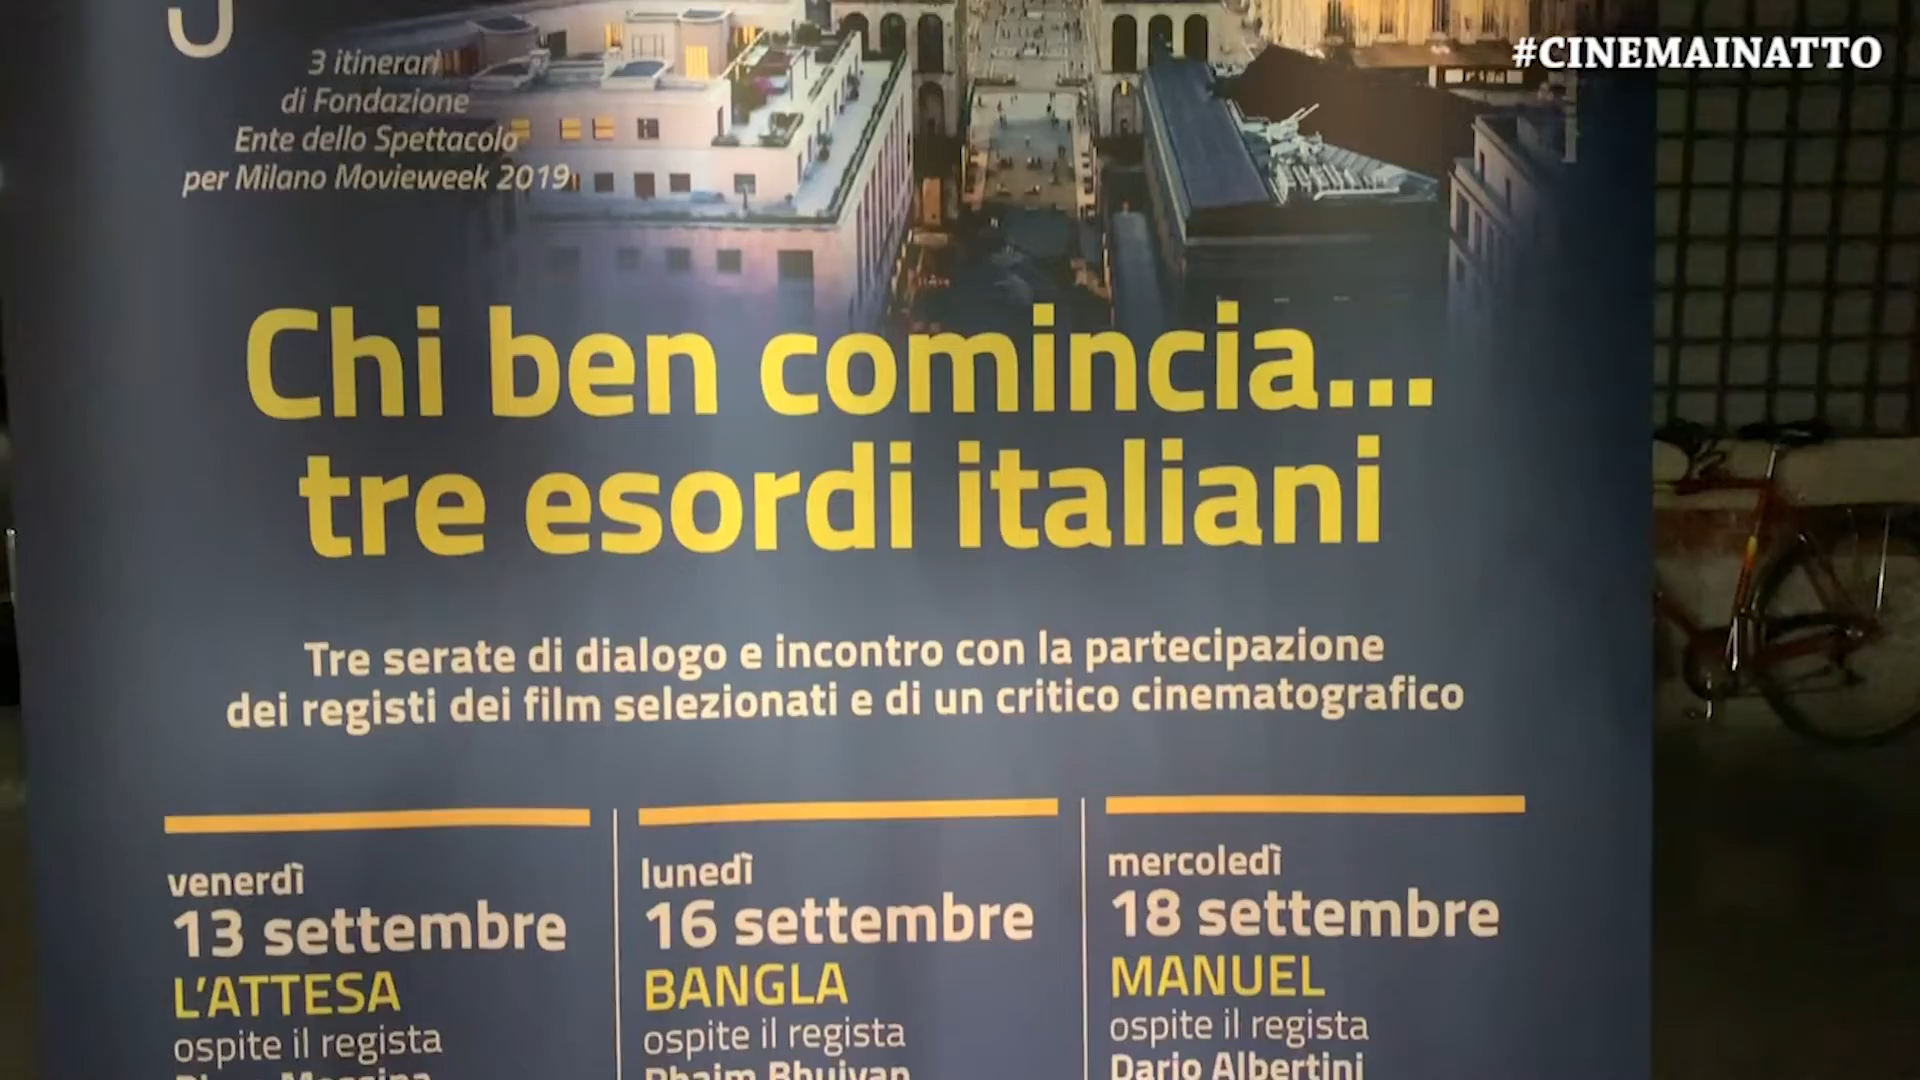 #CINEMAINATTO
3 itinerari
di Fondazione
Ente dello Spettacolo
per Milano Movieweek 2019
Chi ben comincia...
tre esordi italiani
Tre serate di dialogo e incontro con la partecipazione
dei registi dei film selezionati e di un critico cinematografico
venerdì
13 settembre
L'ATTESA
ospite il regista
lunedì
16 settembre
BANGLA
ospite il regista
Phaim Bhuiyan
mercoledì
18 settembre
MANUEL
ospite il regista
Dario Albertini